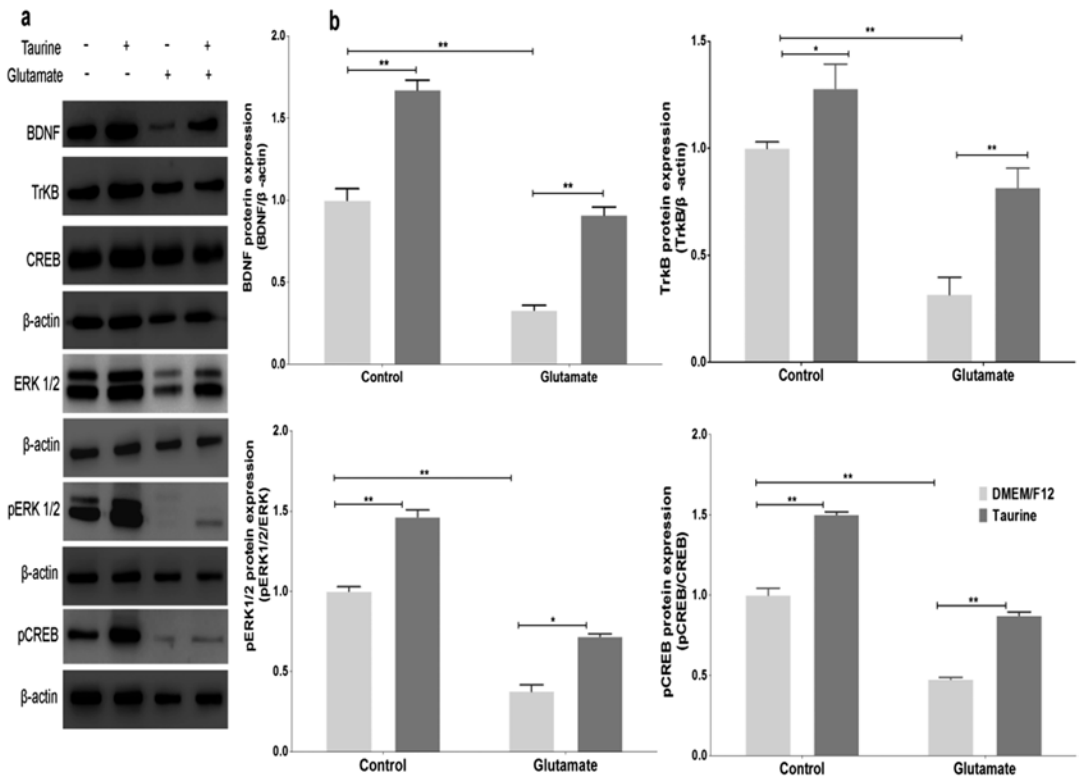 a
Taurine - + - +
Glutamate - - + +
BDNF
TrKB
CREB
β-actin
ERK 1/2
β-actin
pERK 1/2
β-actin
pCREB
β-actin
b
BDNF proterin expression
(BDNF/β -actin)
2.0
1.5
1.0
0.5
0.0
**
**
**
Control Glutamate
TrkB protein expression
(TrkB/β -actin)
1.5
1.0
0.5
0.0
**
*
**
Control Glutamate
pERK1/2 protein expression
(pERK1/2/ERK)
2.0
1.5
1.0
0.5
0.0
**
**
*
Control Glutamate
pCREB protein expression
(pCREB/CREB)
2.0
1.5
1.0
0.5
0.0
**
**
**
DMEM/F12
Taurine
Control Glutamate